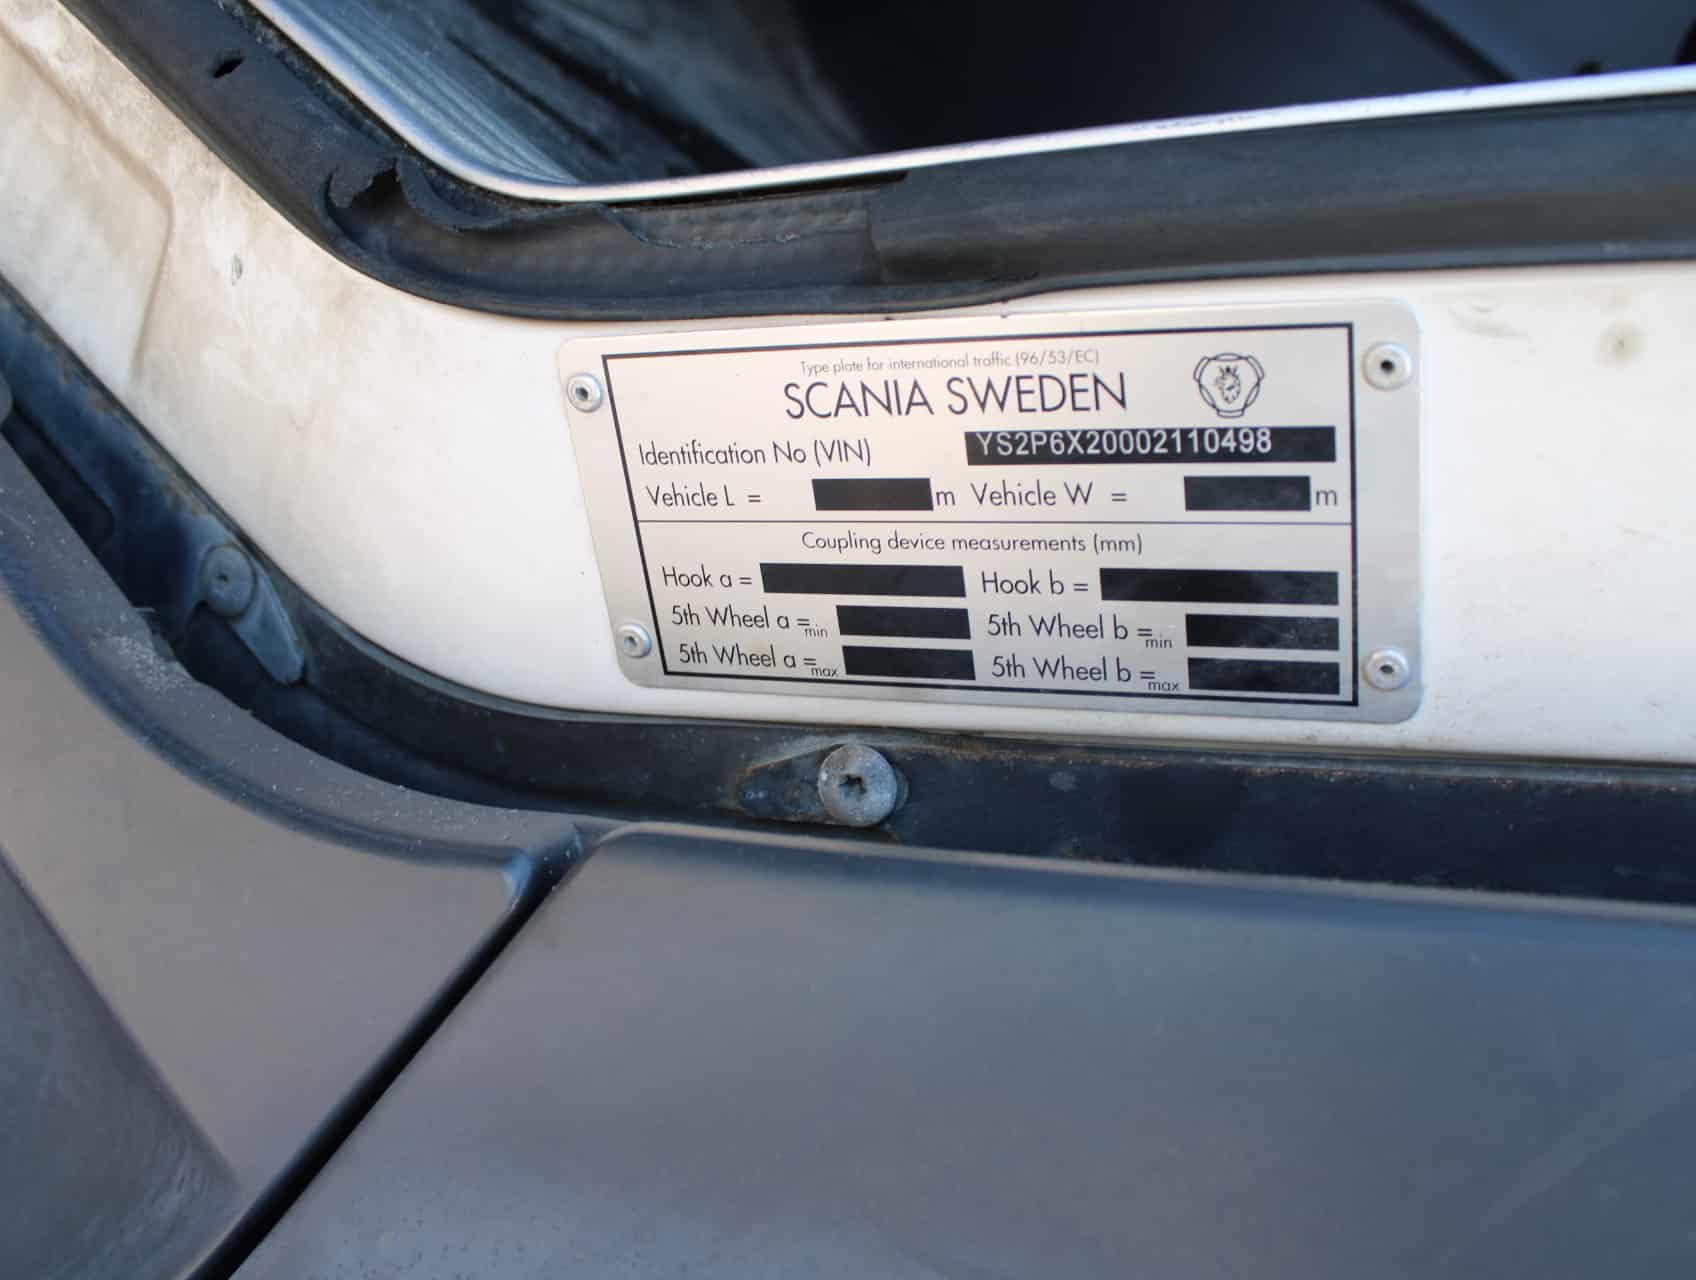 Type plate for international traffic (96/53/EC)
SCANIA SWEDEN
Identification No (VIN) YS2P6X20002110498
Vehicle L = m Vehicle W = m
Coupling device measurements (mm)
Hook a = Hook b =
5th Wheel a =min 5th Wheel b =min
5th Wheel a =max 5th Wheel b =max